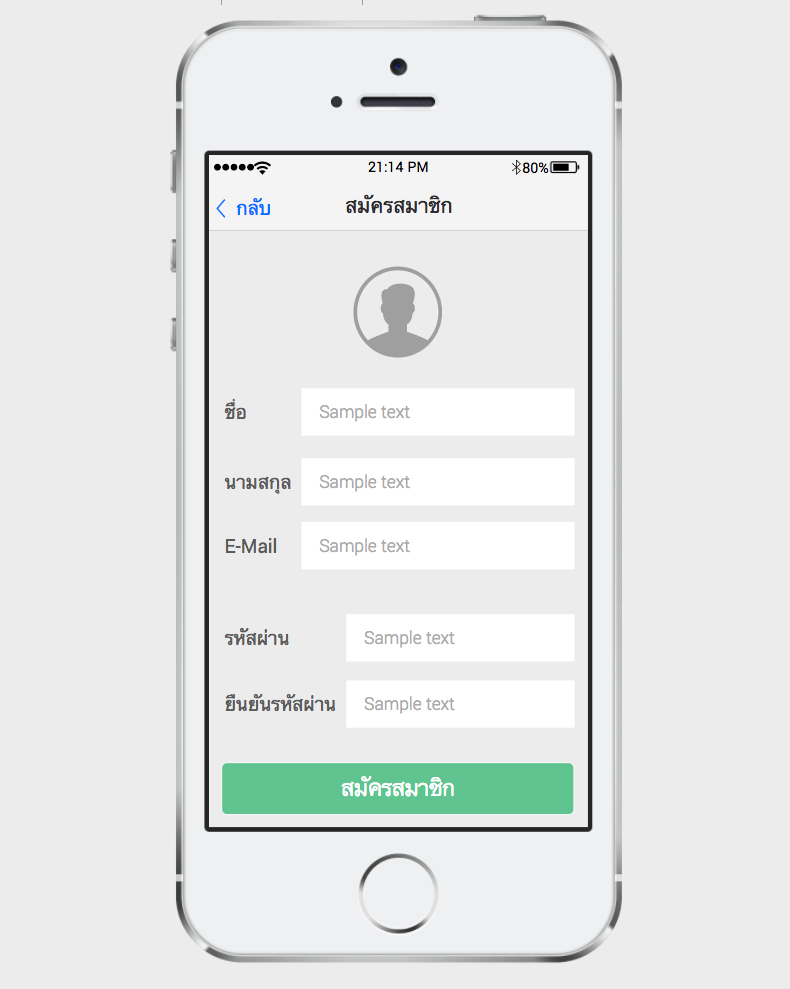 21:14 PM 80%
กลับ สมัครสมาชิก
ชื่อ Sample text
นามสกุล Sample text
E-Mail Sample text
รหัสผ่าน Sample text
ยืนยันรหัสผ่าน Sample text
สมัครสมาชิก